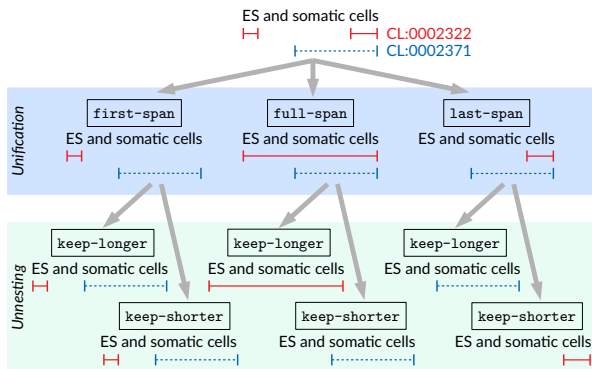 ES and somatic cells
CL:0002322
CL:0002371
Unification
first-span
full-span
last-span
ES and somatic cells
ES and somatic cells
ES and somatic cells
Unnesting
keep-longer
keep-longer
keep-longer
ES and somatic cells
ES and somatic cells
ES and somatic cells
keep-shorter
keep-shorter
keep-shorter
ES and somatic cells
ES and somatic cells
ES and somatic cells